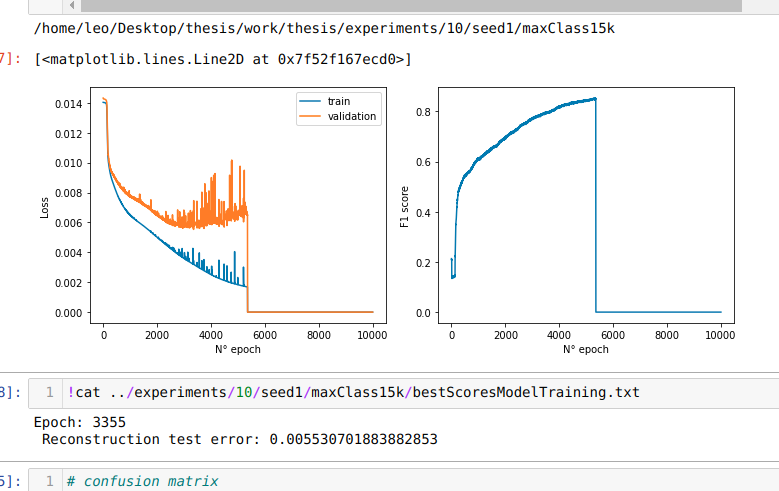 /home/leo/Desktop/thesis/work/thesis/experiments/10/seed1/maxClass15k
7]: [<matplotlib.lines.Line2D at 0x7f52f167ecd0>]
train
validation
0.014
0.012
0.010
0.008
0.006
0.004
0.002
0.000
Loss
0 2000 4000 6000 8000 10000
N° epoch
0.8
0.6
0.4
0.2
0.0
F1 score
0 2000 4000 6000 8000 10000
N° epoch
8]: 1 !cat ../experiments/10/seed1/maxClass15k/bestScoresModelTraining.txt
Epoch: 3355
Reconstruction test error: 0.005530701883882853
5]: 1 # confusion matrix